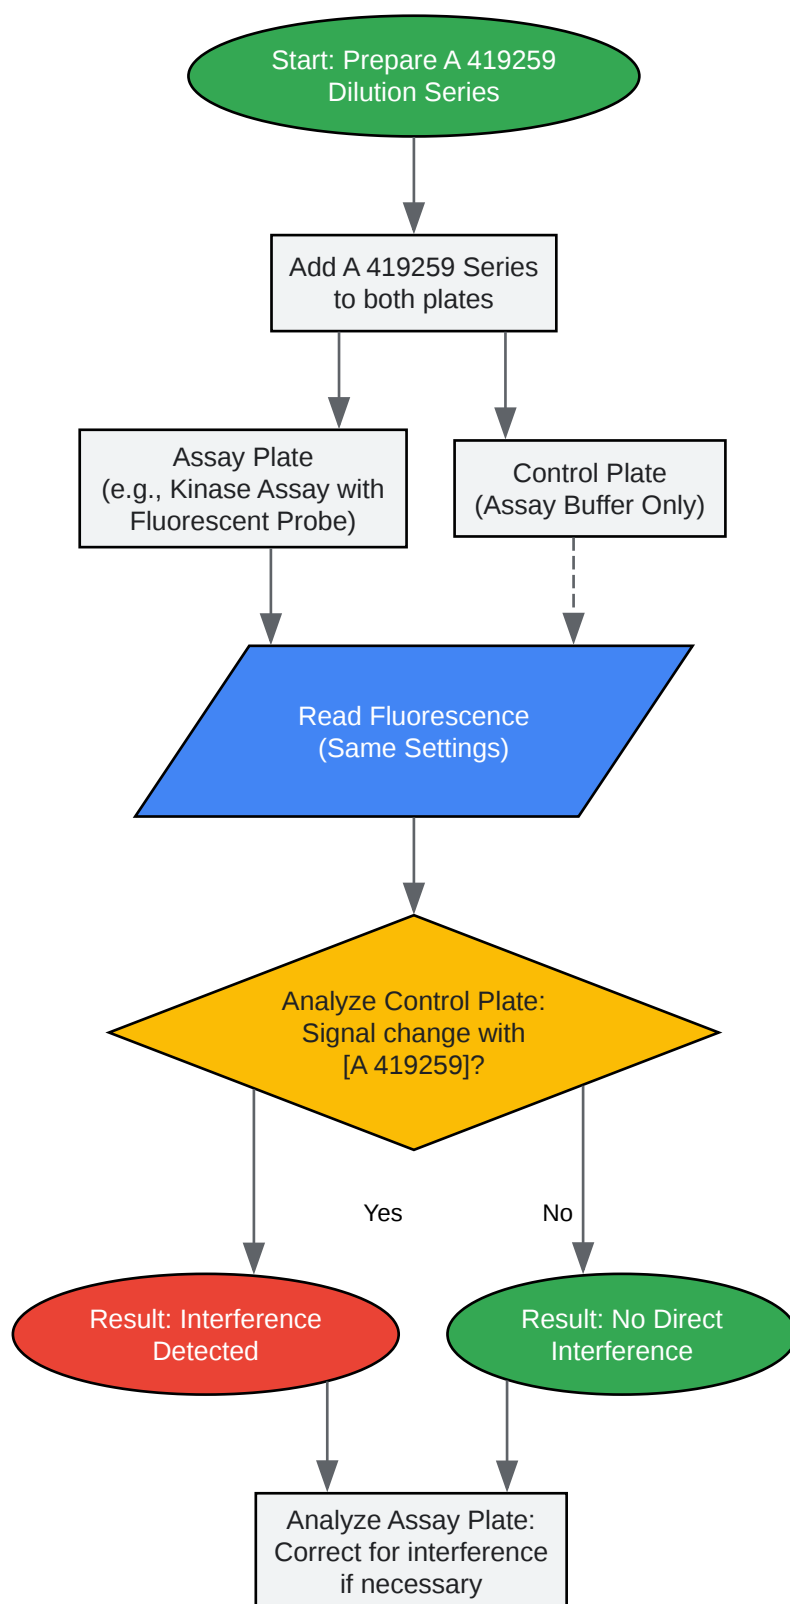 Start: Prepare A 419259
Dilution Series
Add A 419259 Series
to both plates
Assay Plate
(e.g., Kinase Assay with
Fluorescent Probe)
Control Plate
(Assay Buffer Only)
Read Fluorescence
(Same Settings)
Analyze Control Plate:
Signal change with
[A 419259]?
Yes
No
Result: Interference
Detected
Result: No Direct
Interference
Analyze Assay Plate:
Correct for interference
if necessary